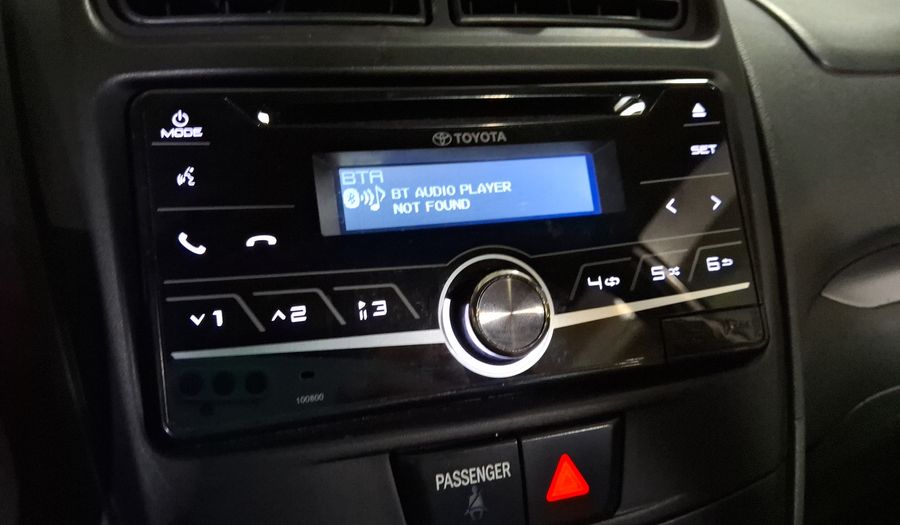 MODE
TOYOTA
SET
BTA
BT AUDIO PLAYER
NOT FOUND
1
2
3
4
5
6
100800
PASSENGER